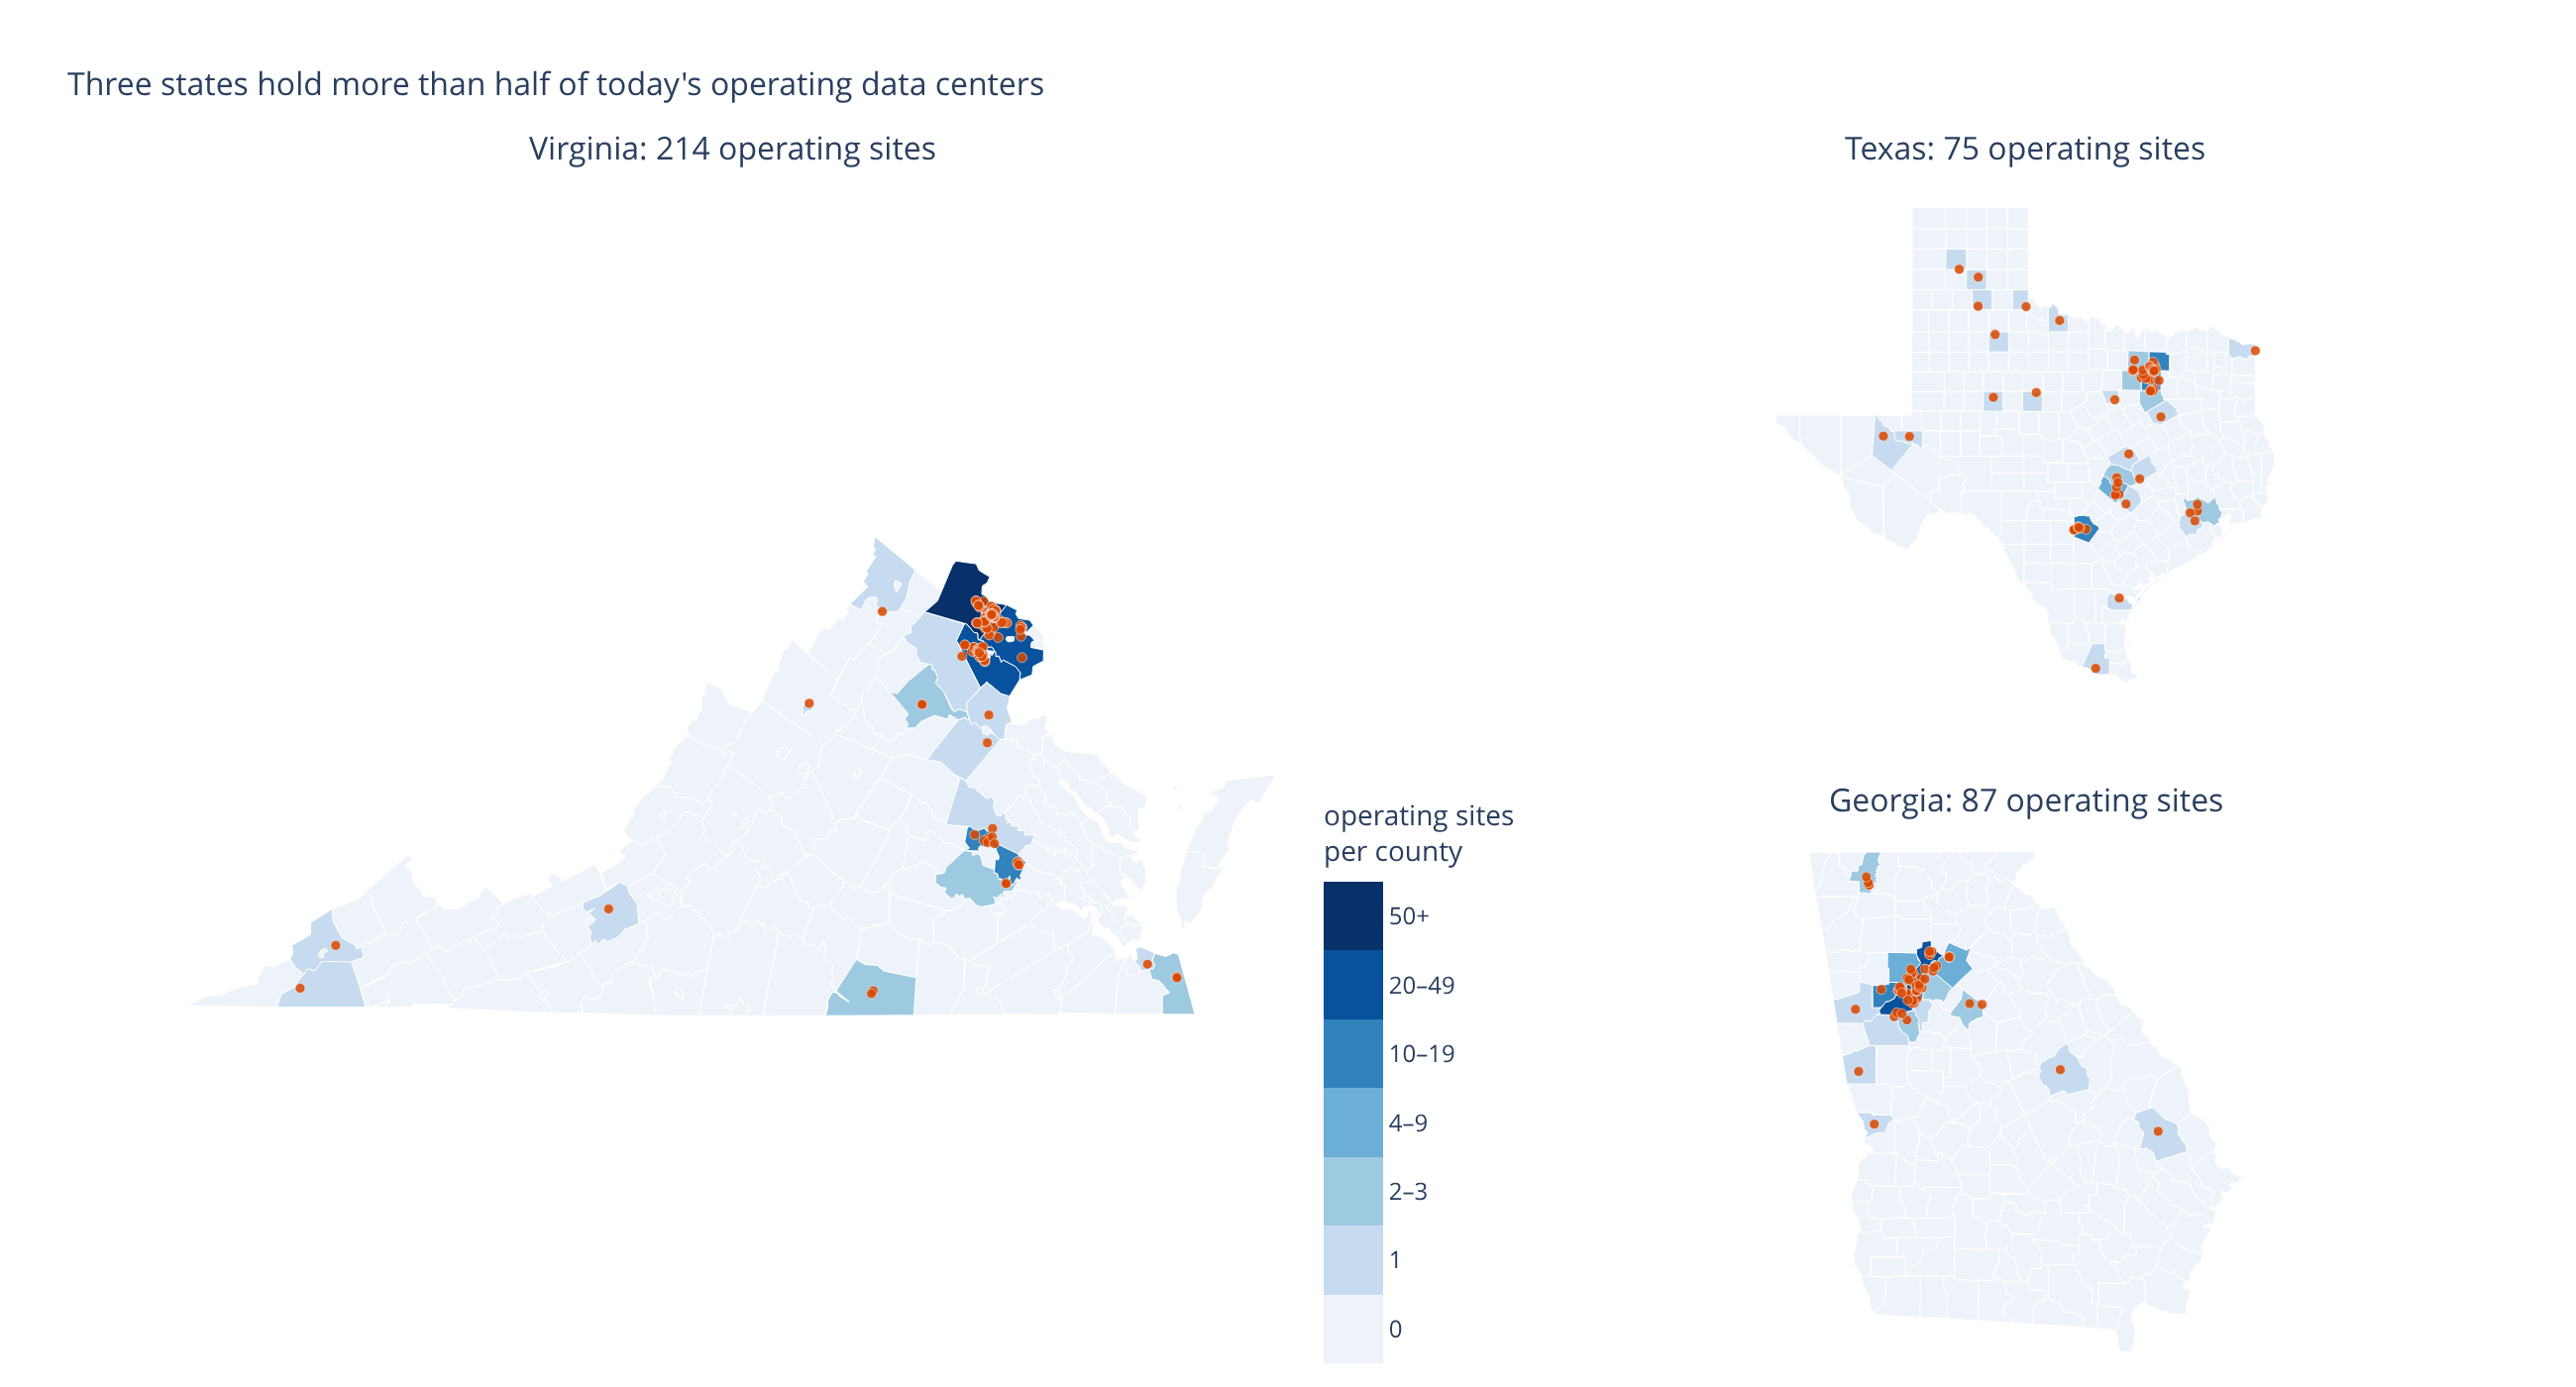 Three states hold more than half of today's operating data centers
Virginia: 214 operating sites
Texas: 75 operating sites
Georgia: 87 operating sites
operating sites
per county
50+
20–49
10–19
4–9
2–3
1
0